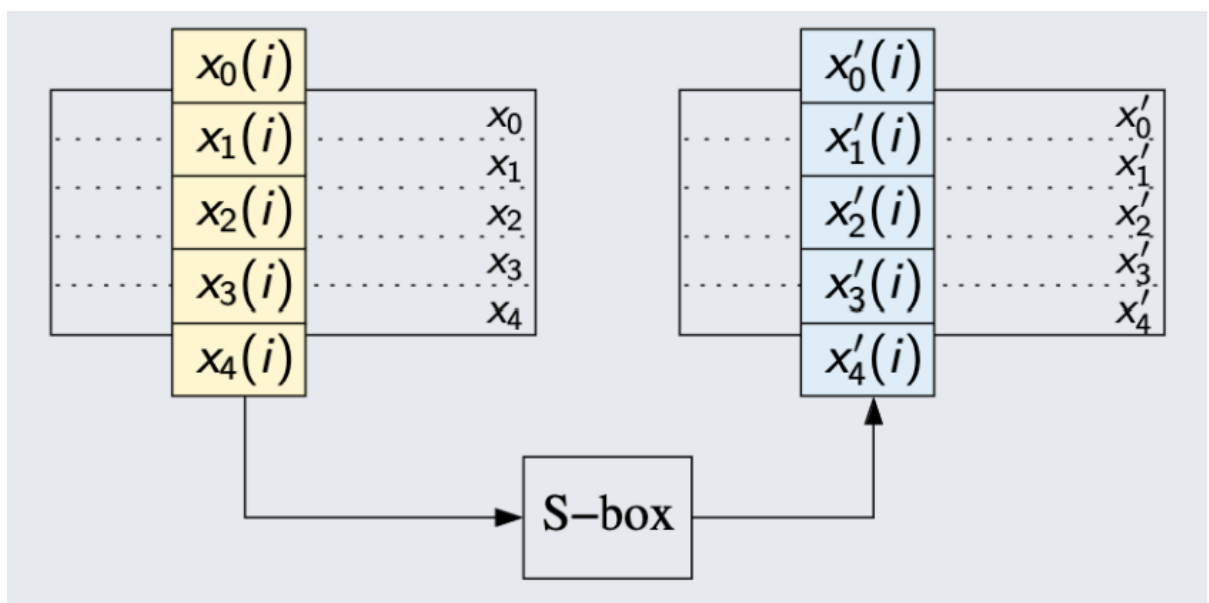 x₀(i)
x₁(i)
x₂(i)
x₃(i)
x₄(i)
x₀
x₁
x₂
x₃
x₄
x′₀(i)
x′₁(i)
x′₂(i)
x′₃(i)
x′₄(i)
x′₀
x′₁
x′₂
x′₃
x′₄
S–box